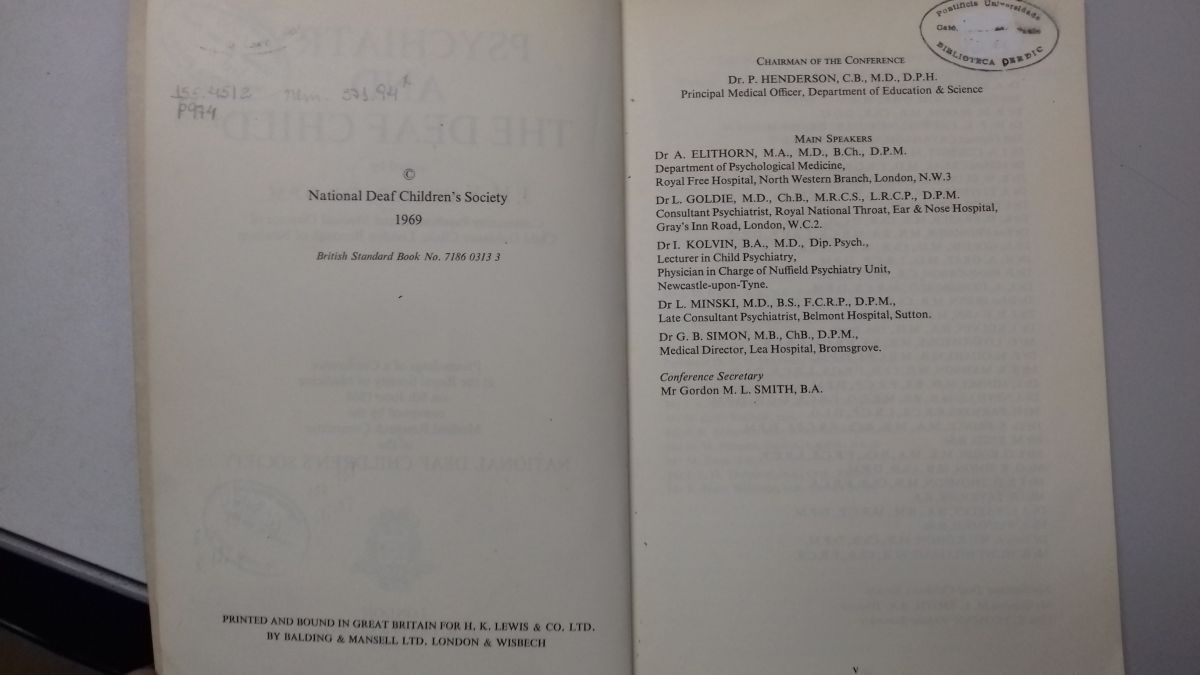 155.4512 rem. 371.94
P974
©
National Deaf Children's Society
1969
British Standard Book No. 7186 0313 3
PRINTED AND BOUND IN GREAT BRITAIN FOR H. K. LEWIS & CO. LTD.
BY BALDING & MANSELL LTD. LONDON & WISBECH
Pontificia Universidade
BIBLIOTECA DERDIC
CHAIRMAN OF THE CONFERENCE
Dr. P. HENDERSON, C.B., M.D., D.P.H.
Principal Medical Officer, Department of Education & Science
MAIN SPEAKERS
Dr A. ELITHORN, M.A., M.D., B.Ch., D.P.M.
Department of Psychological Medicine,
Royal Free Hospital, North Western Branch, London, N.W.3
Dr L. GOLDIE, M.D., Ch.B., M.R.C.S., L.R.C.P., D.P.M.
Consultant Psychiatrist, Royal National Throat, Ear & Nose Hospital,
Gray's Inn Road, London, W.C.2.
Dr I. KOLVIN, B.A., M.D., Dip. Psych.,
Lecturer in Child Psychiatry,
Physician in Charge of Nuffield Psychiatry Unit,
Newcastle-upon-Tyne.
Dr L. MINSKI, M.D., B.S., F.C.R.P., D.P.M.,
Late Consultant Psychiatrist, Belmont Hospital, Sutton.
Dr G. B. SIMON, M.B., ChB., D.P.M.,
Medical Director, Lea Hospital, Bromsgrove.
Conference Secretary
Mr Gordon M. L. SMITH, B.A.
v